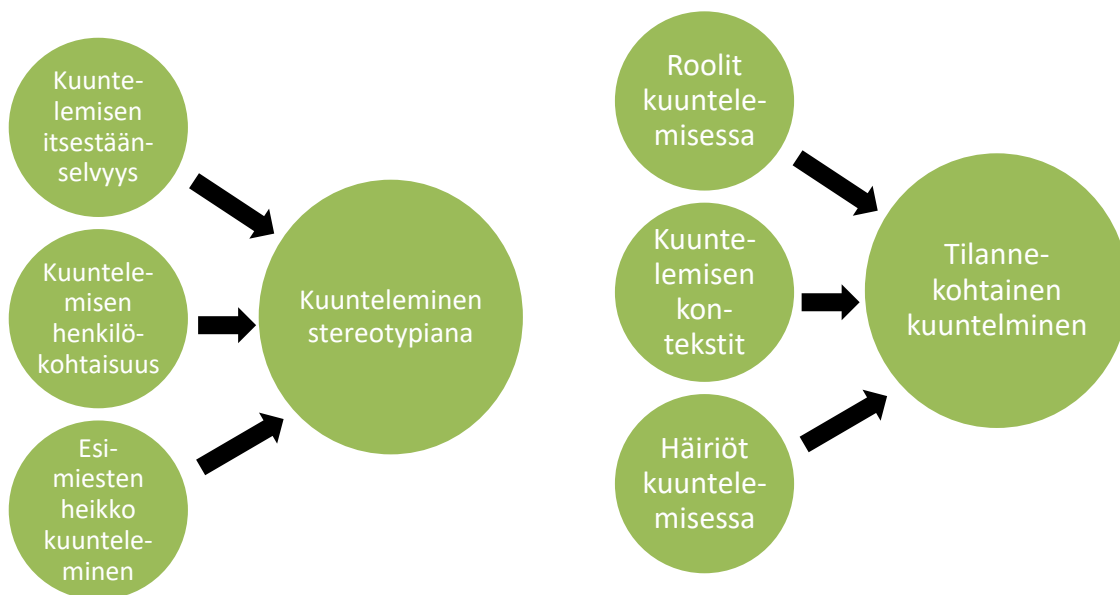 Kuunte-
lemisen
itsestään-
selvyys
Kuuntele-
misen
henkilö-
kohtaisuus
Esi-
miesten
heikko
kuuntele-
minen
Kuunteleminen
stereotypiana
Roolit
kuuntele-
misessa
Kuunte-
lemisen
kon-
tekstit
Häiriöt
kuuntele-
misessa
Tilanne-
kohtainen
kuuntelminen